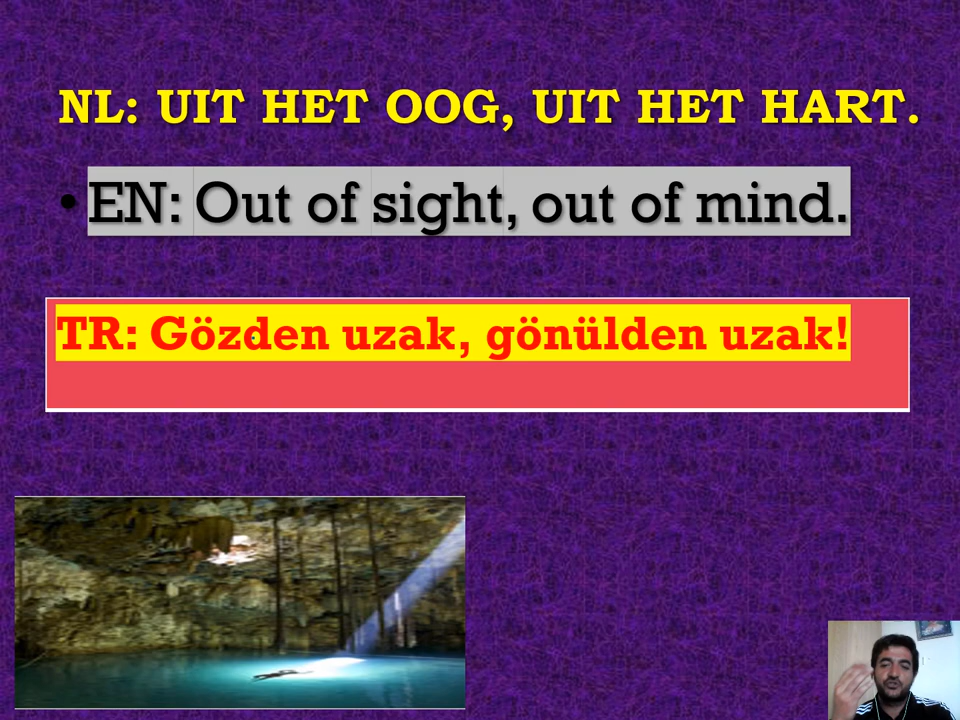 NL: UIT HET OOG, UIT HET HART.
• EN: Out of sight, out of mind.
TR: Gözden uzak, gönülden uzak!